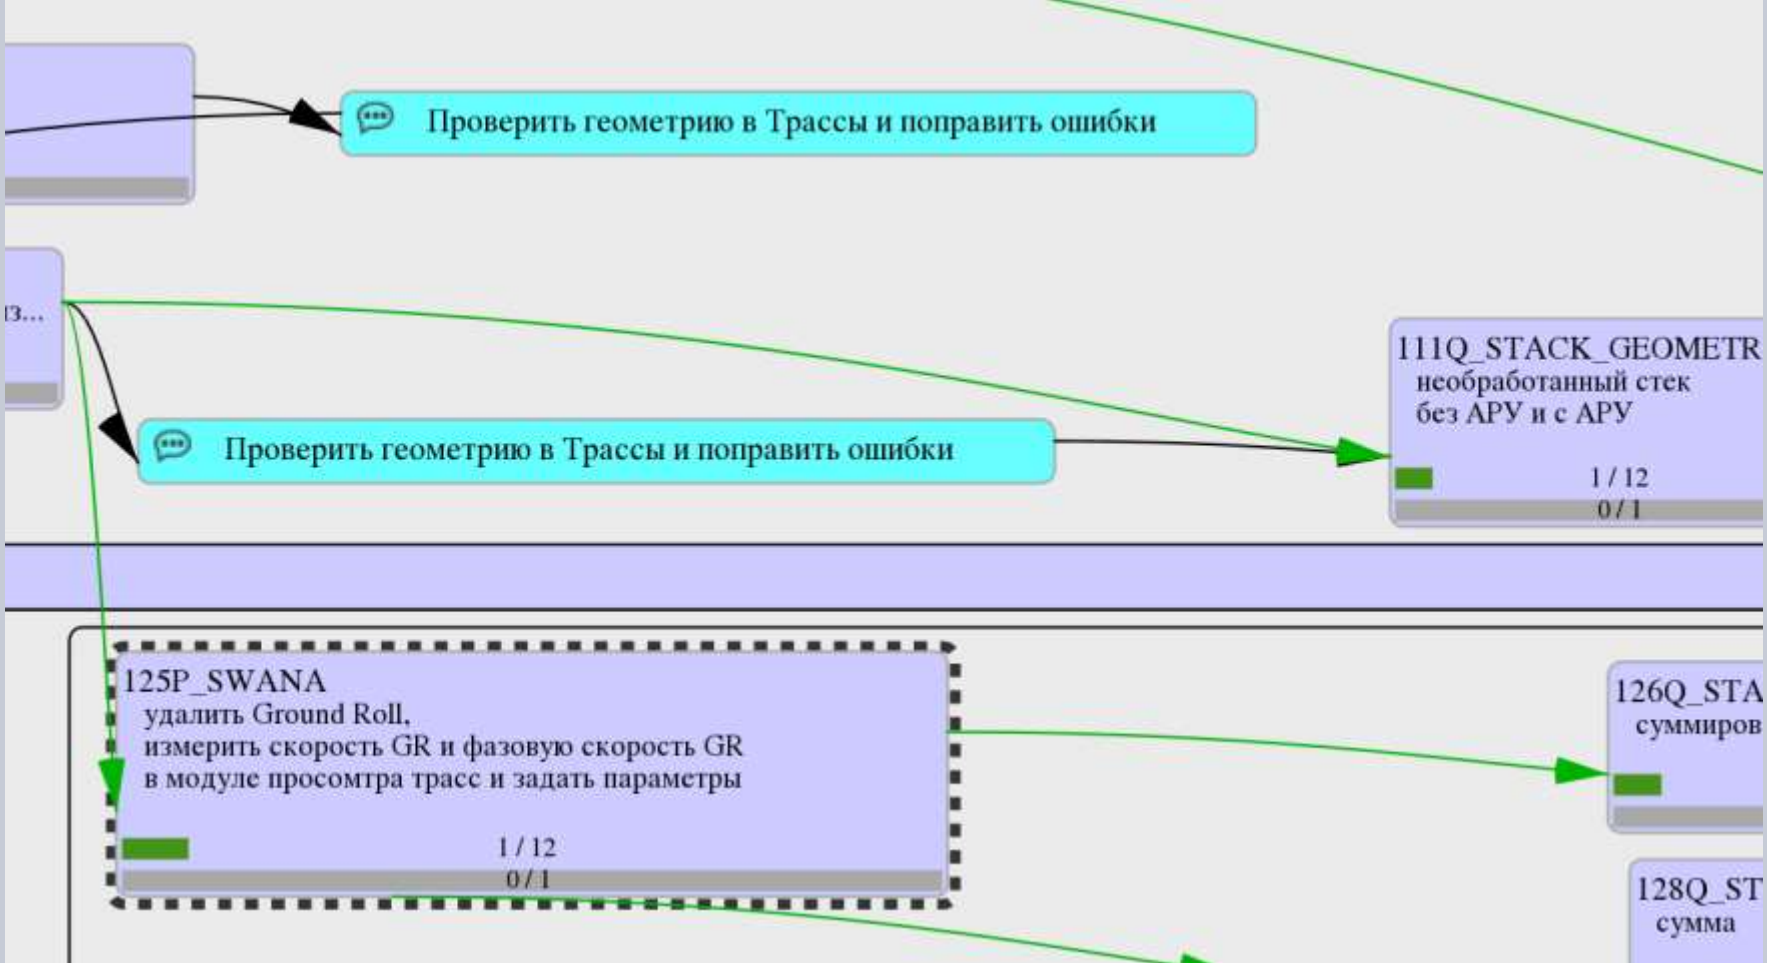 Проверить геометрию в Трассы и поправить ошибки
из...
111Q_STACK_GEOMETR
необработанный стек
без АРУ и с АРУ
Проверить геометрию в Трассы и поправить ошибки
1 / 12
0 / 1
125P_SWANA
удалить Ground Roll,
измерить скорость GR и фазовую скорость GR
в модуле просомтра трасс и задать параметры
1 / 12
0 / 1
126Q_STA
суммиров
128Q_ST
сумма